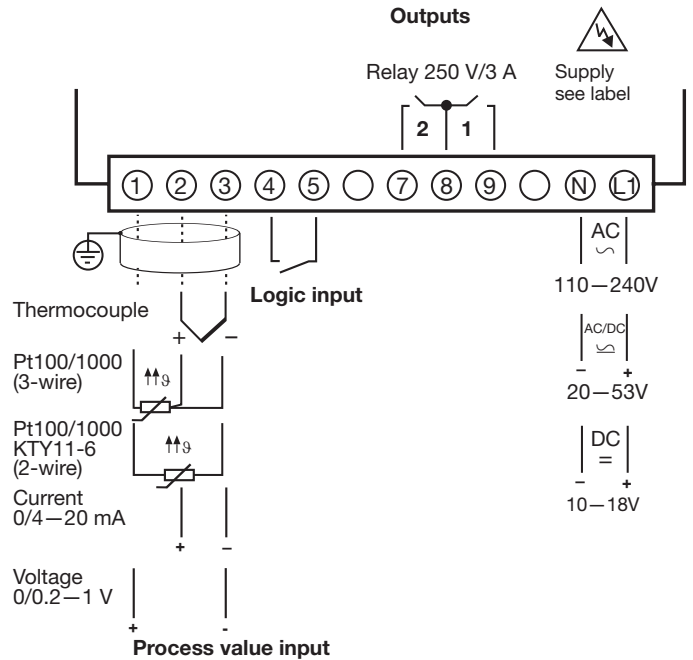 Outputs
Relay 250 V/3 A
Supply
see label
2 1
1 2 3 4 5 7 8 9 N L1
AC
110—240V
Logic input
Thermocouple
+ −
AC/DC
− +
20—53V
Pt100/1000
(3-wire)
ϑ
Pt100/1000
KTY11-6
(2-wire)
ϑ
DC
=
− +
10—18V
Current
0/4—20 mA
+ −
Voltage
0/0.2—1 V
+ -
Process value input